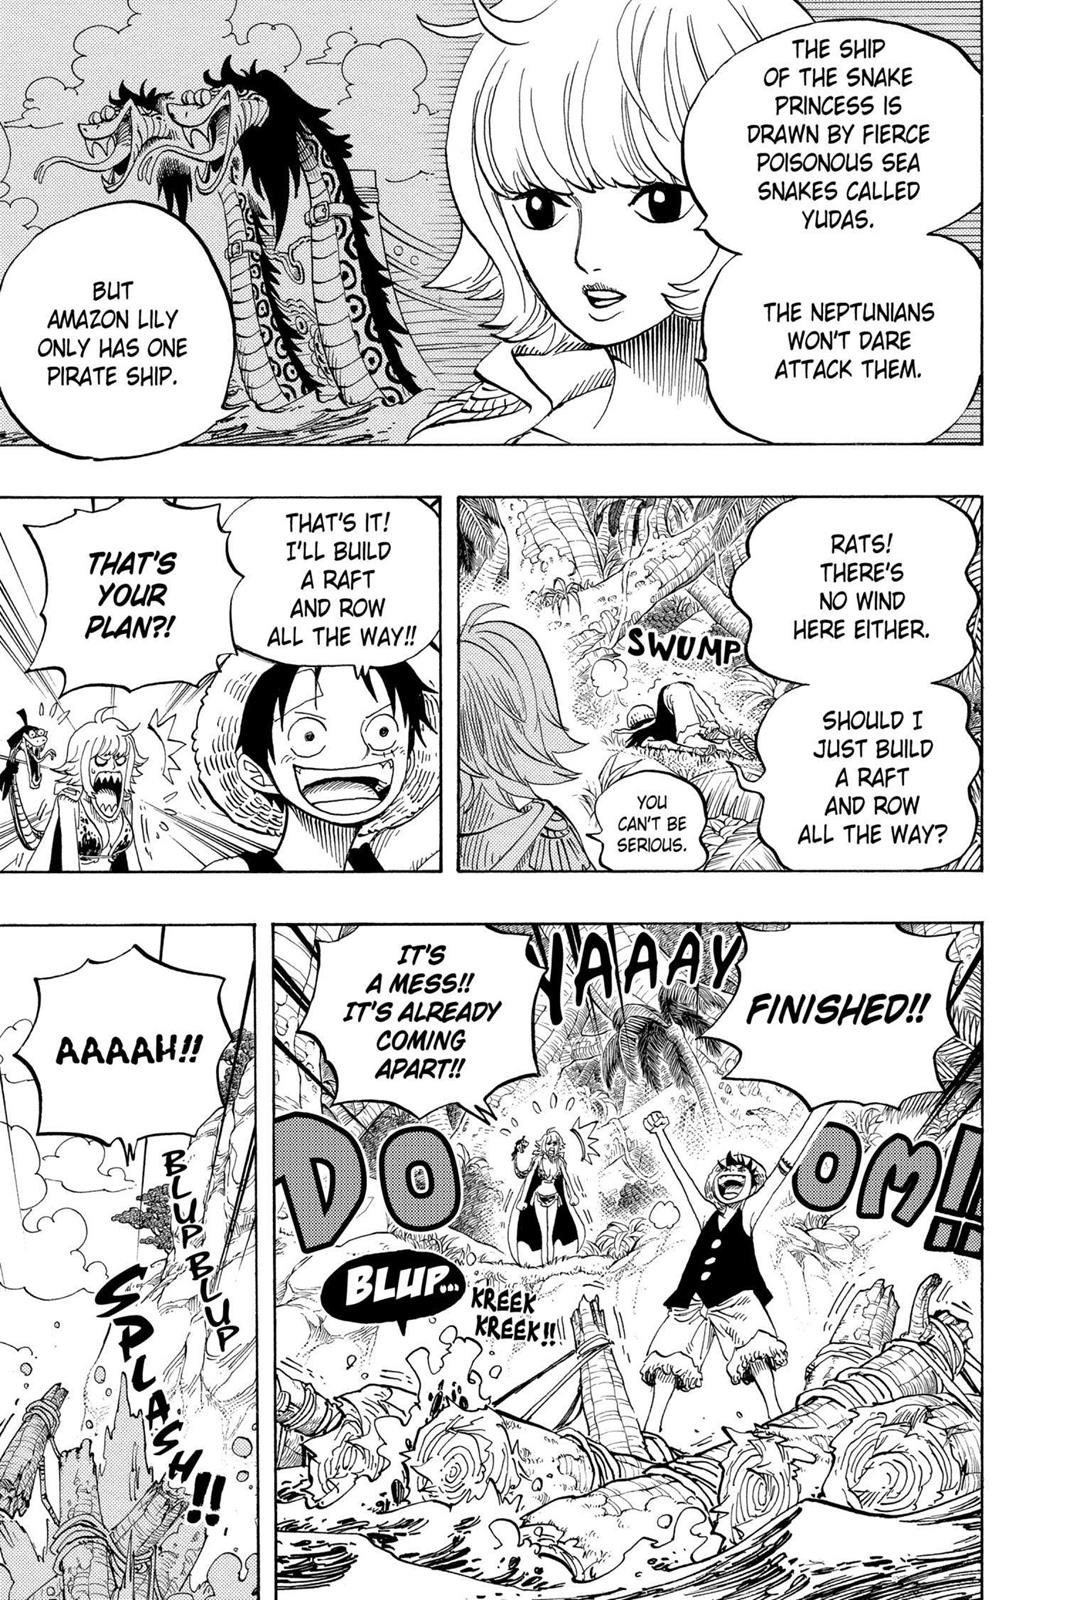 THE SHIP
OF THE SNAKE
PRINCESS IS
DRAWN BY FIERCE
POISONOUS SEA
SNAKES CALLED
YUDAS.
THE NEPTUNIANS
WON'T DARE
ATTACK THEM.
BUT
AMAZON LILY
ONLY HAS ONE
PIRATE SHIP.
RATS!
THERE'S
NO WIND
HERE EITHER.
SHOULD I
JUST BUILD
A RAFT
AND ROW
ALL THE WAY?
SWUMP
YOU
CAN'T BE
SERIOUS.
THAT'S IT!
I'LL BUILD
A RAFT
AND ROW
ALL THE WAY!!
THAT'S
YOUR
PLAN?!
FINISHED!!
YAAAAY
IT'S
A MESS!!
IT'S ALREADY
COMING
APART!!
DOOM!!
BLUP...
KREEK
KREEK!!
AAAAH!!
BLUP BLUP
SPLASH!!